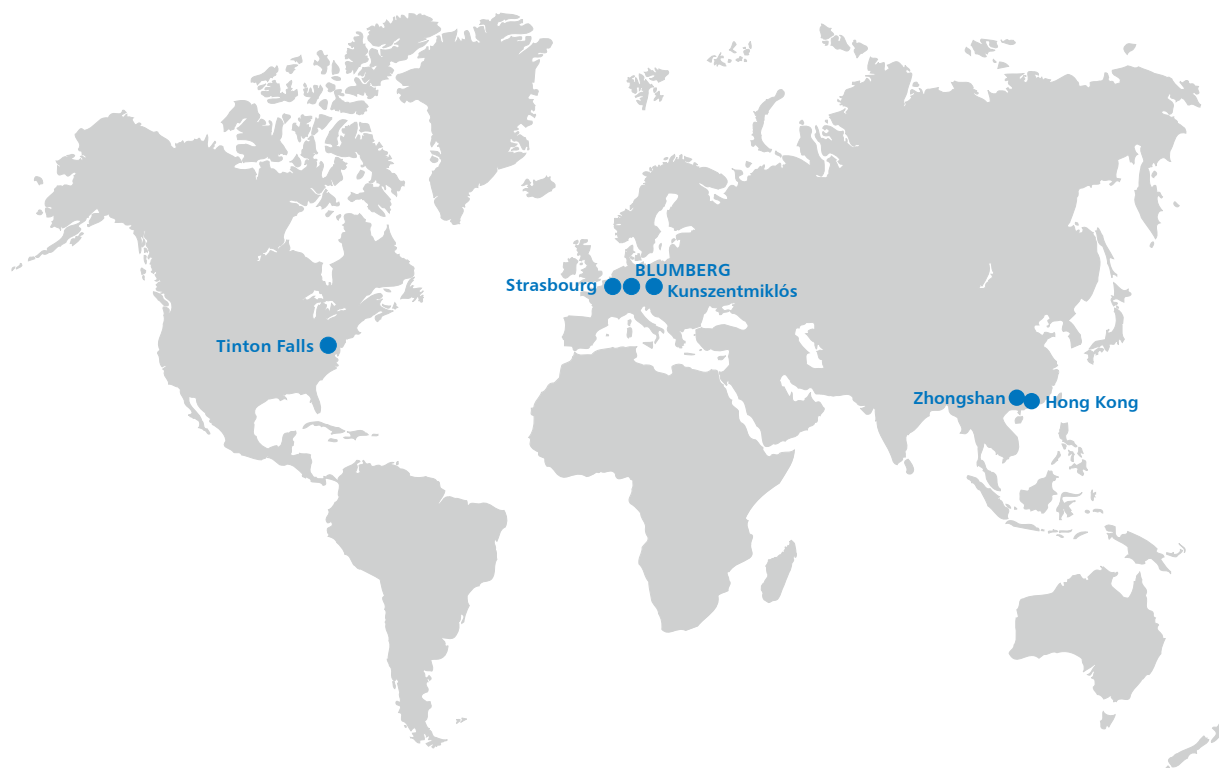 BLUMBERG
Strasbourg
Kunszentmiklós
Tinton Falls
Zhongshan
Hong Kong